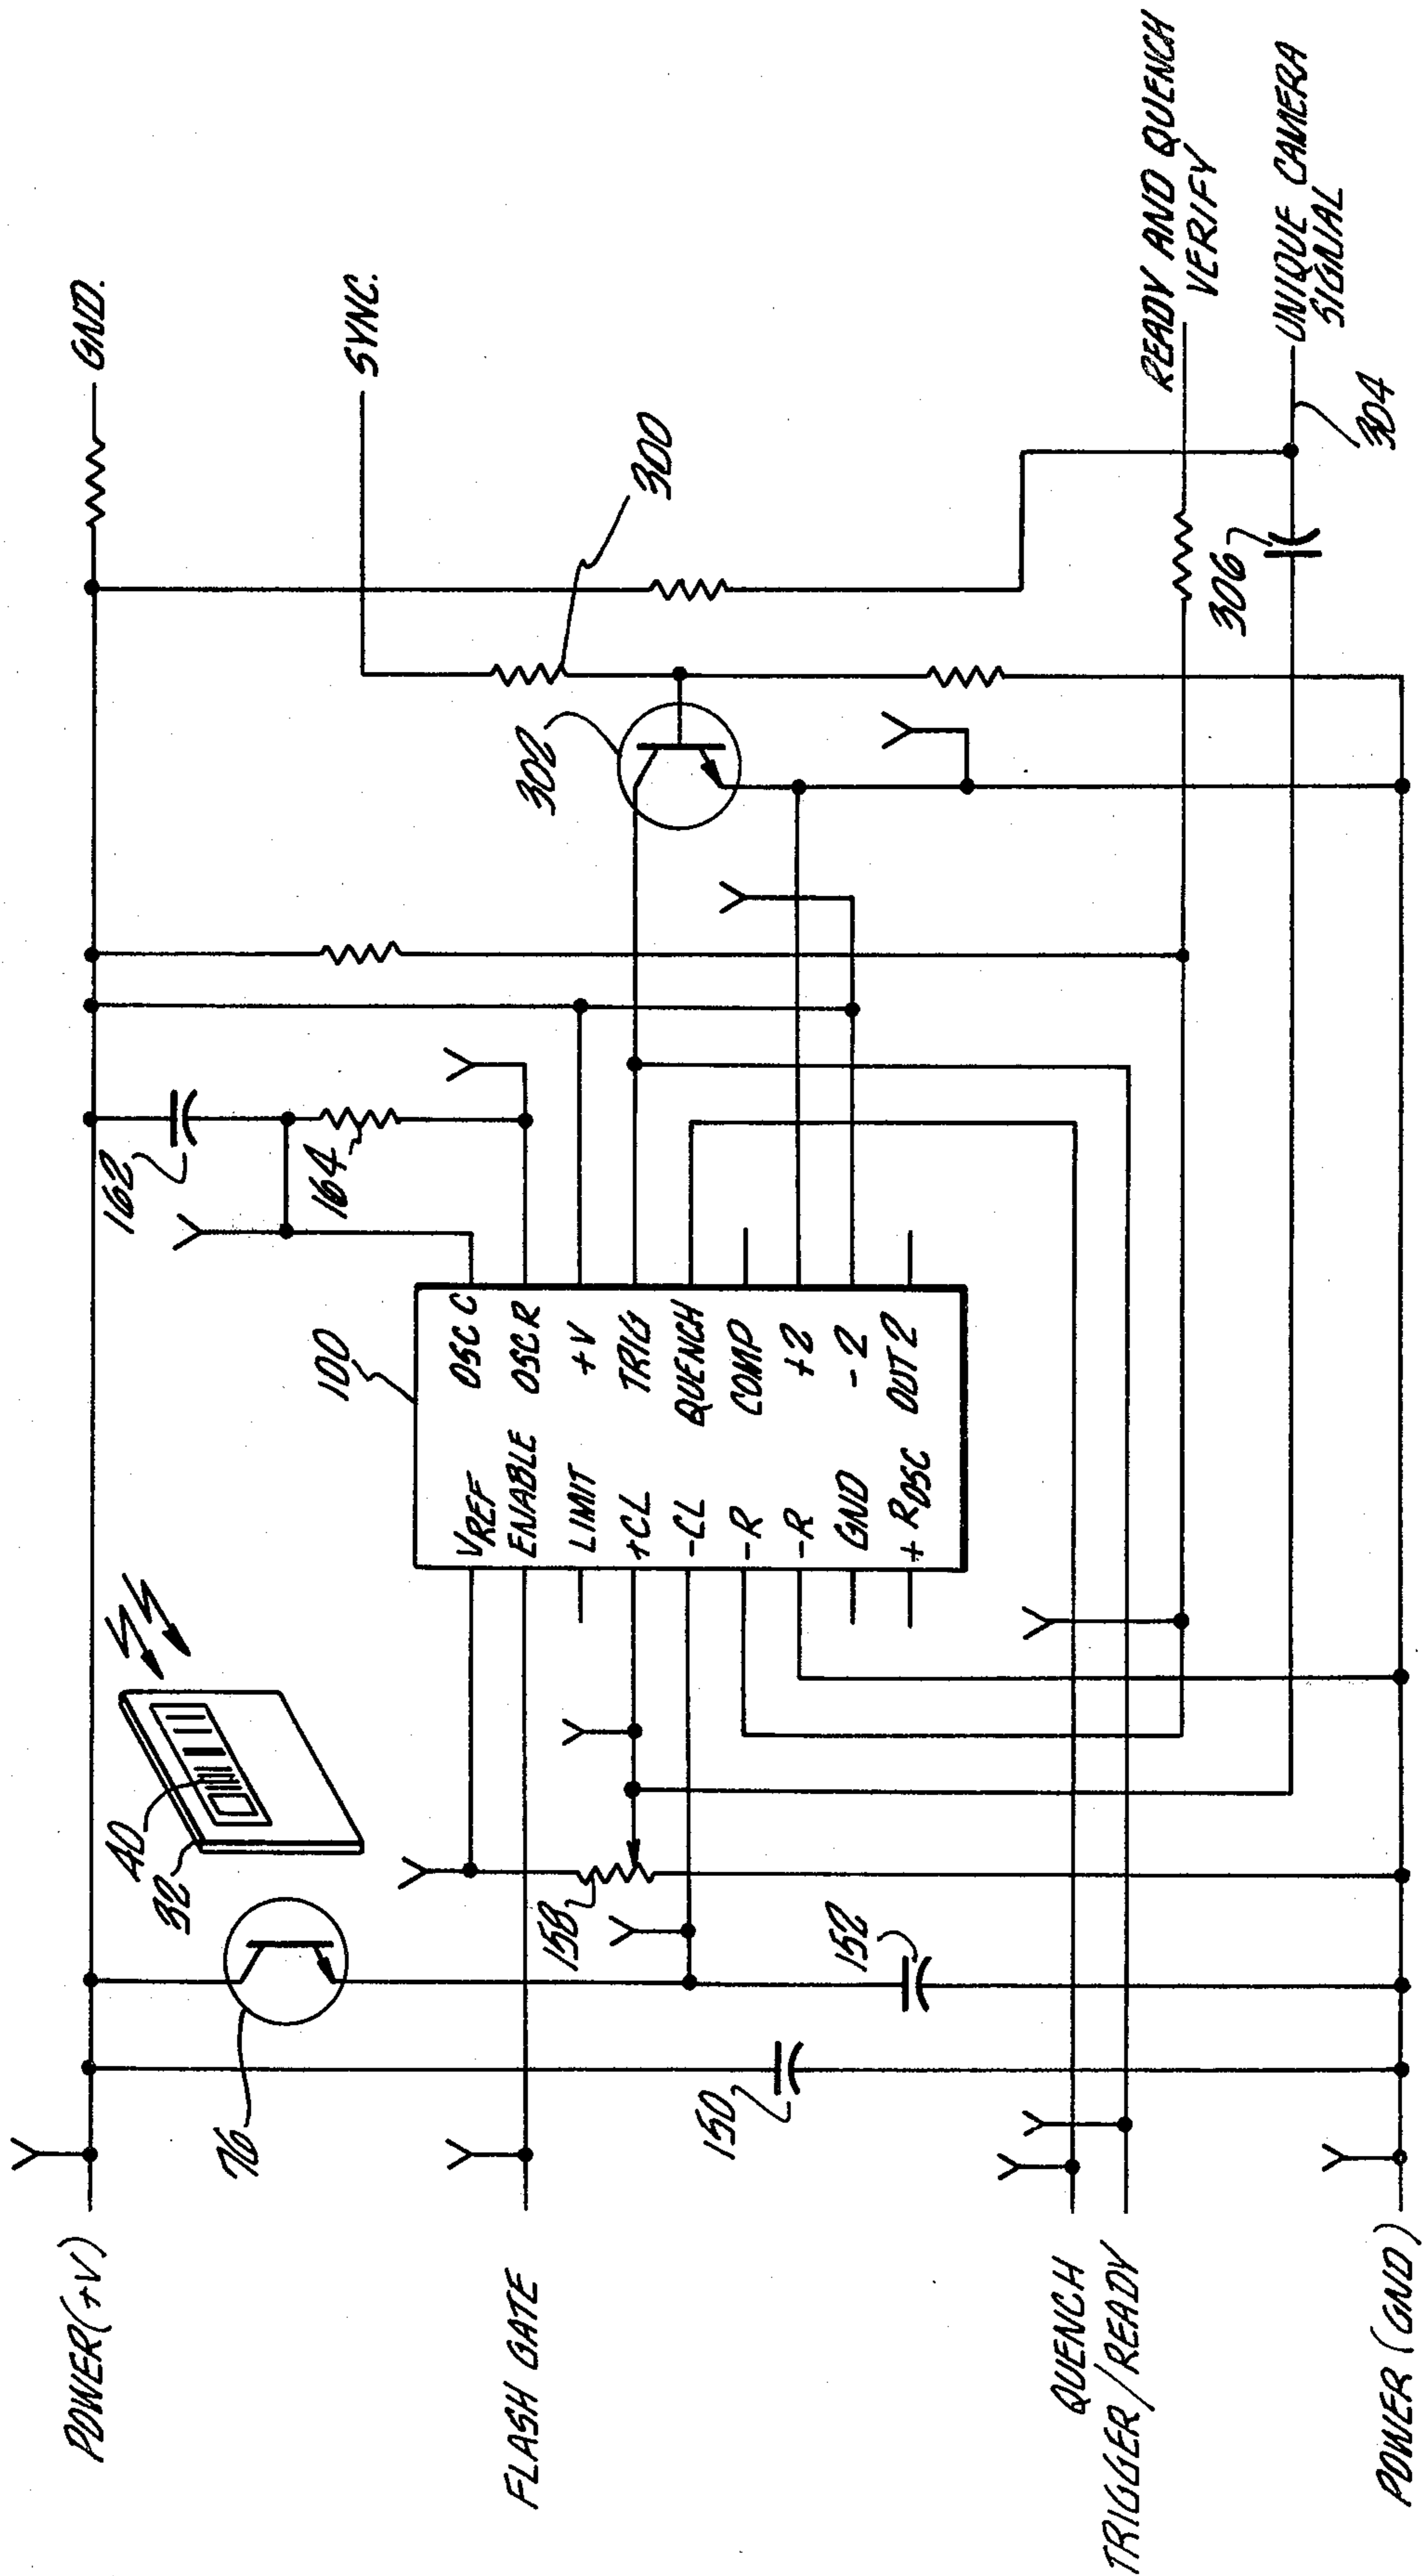 POWER(+V)
FLASH GATE
QUENCH
TRIGGER/READY
POWER (GND)
76
32
40
150
152
158
100
VREF
ENABLE
LIMIT
+CL
-CL
-R
-R
GND
+ ROSC
OSC C
OSC R
+V
TRIG
QUENCH
COMP
+2
-2
OUT 2
162
164
302
300
306
304
GND.
SYNC.
READY AND QUENCH
VERIFY
UNIQUE CAMERA
SIGNAL